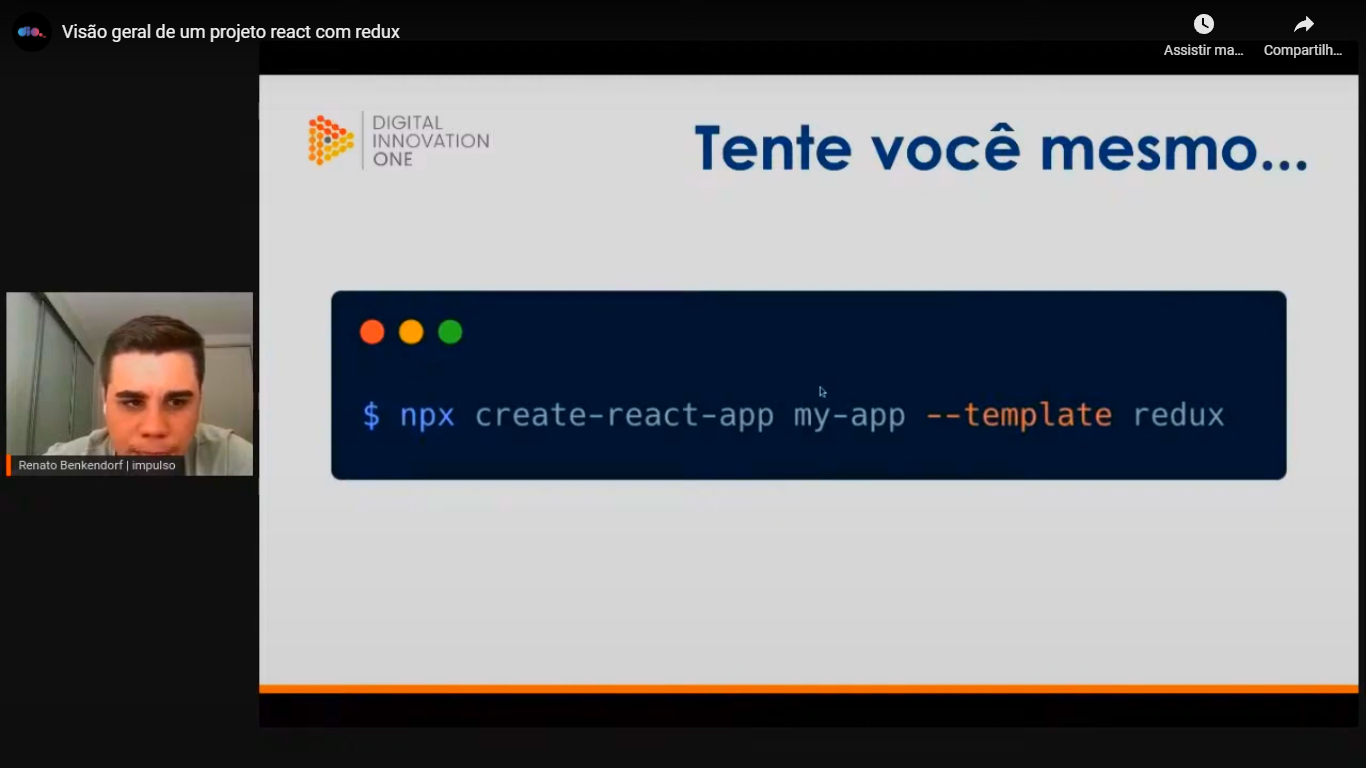 Visão geral de um projeto react com redux
Assistir ma...
Compartilh...
DIGITAL
INNOVATION
ONE
Tente você mesmo...
$ npx create-react-app my-app --template redux
Renato Benkendorf | impulso